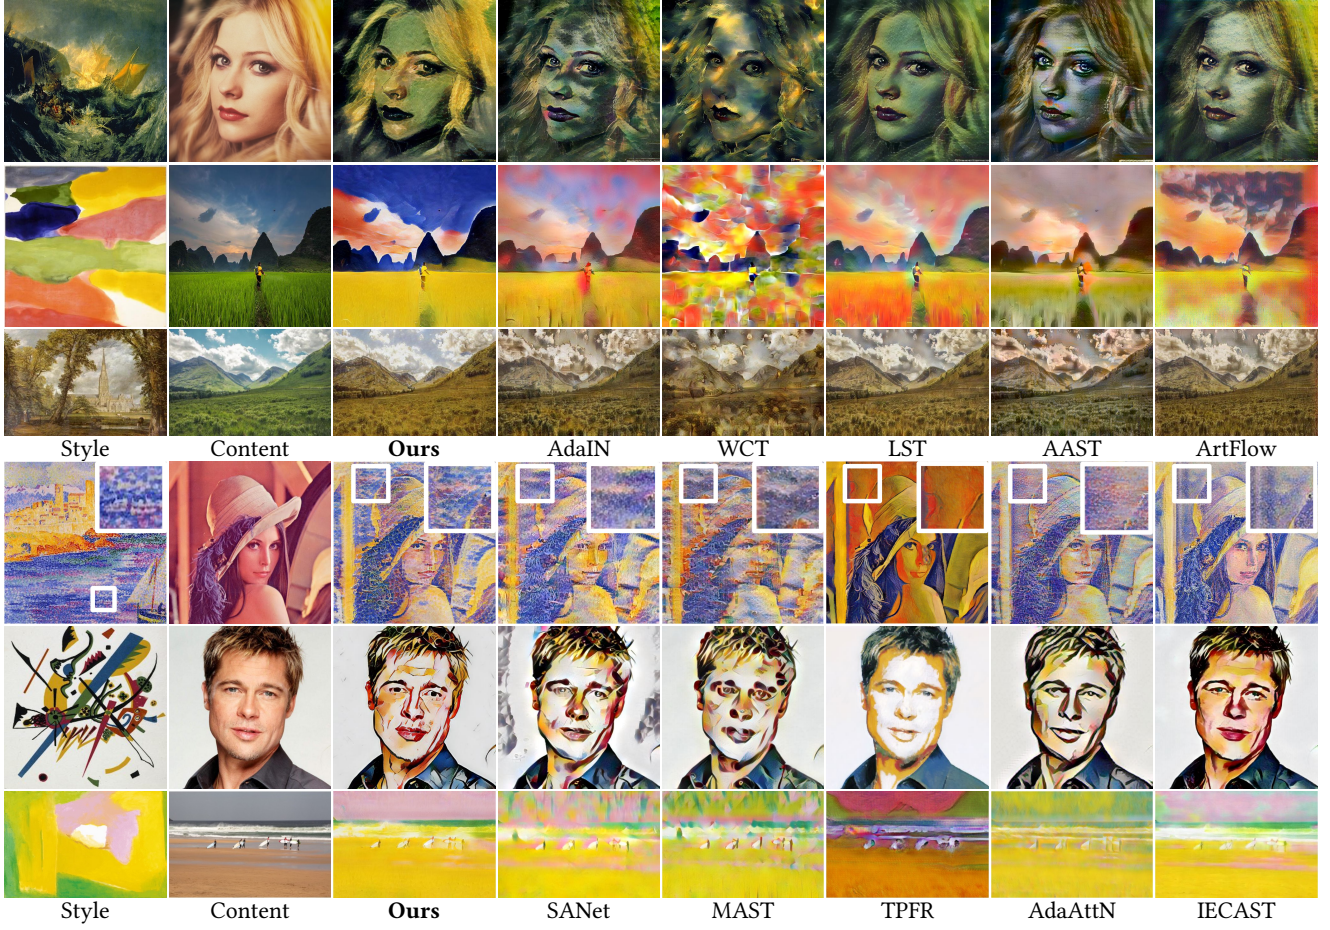 Style Content Ours AdaIN WCT LST AAST ArtFlow
Style Content Ours SANet MAST TPFR AdaAttN IECAST